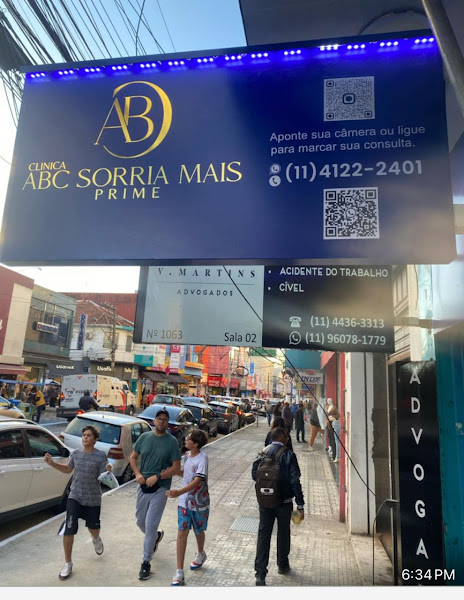 AB
CLINICA
ABC SORRIA MAIS
PRIME
Aponte sua câmera ou ligue
para marcar sua consulta.
(11)4122-2401
V. MARTINS
ADVOGADOS
Nº 1063
Sala 02
• ACIDENTE DO TRABALHO
• CÍVEL
(11) 4436-3313
(11) 96078-1779
ADVOGA
6:34 PM